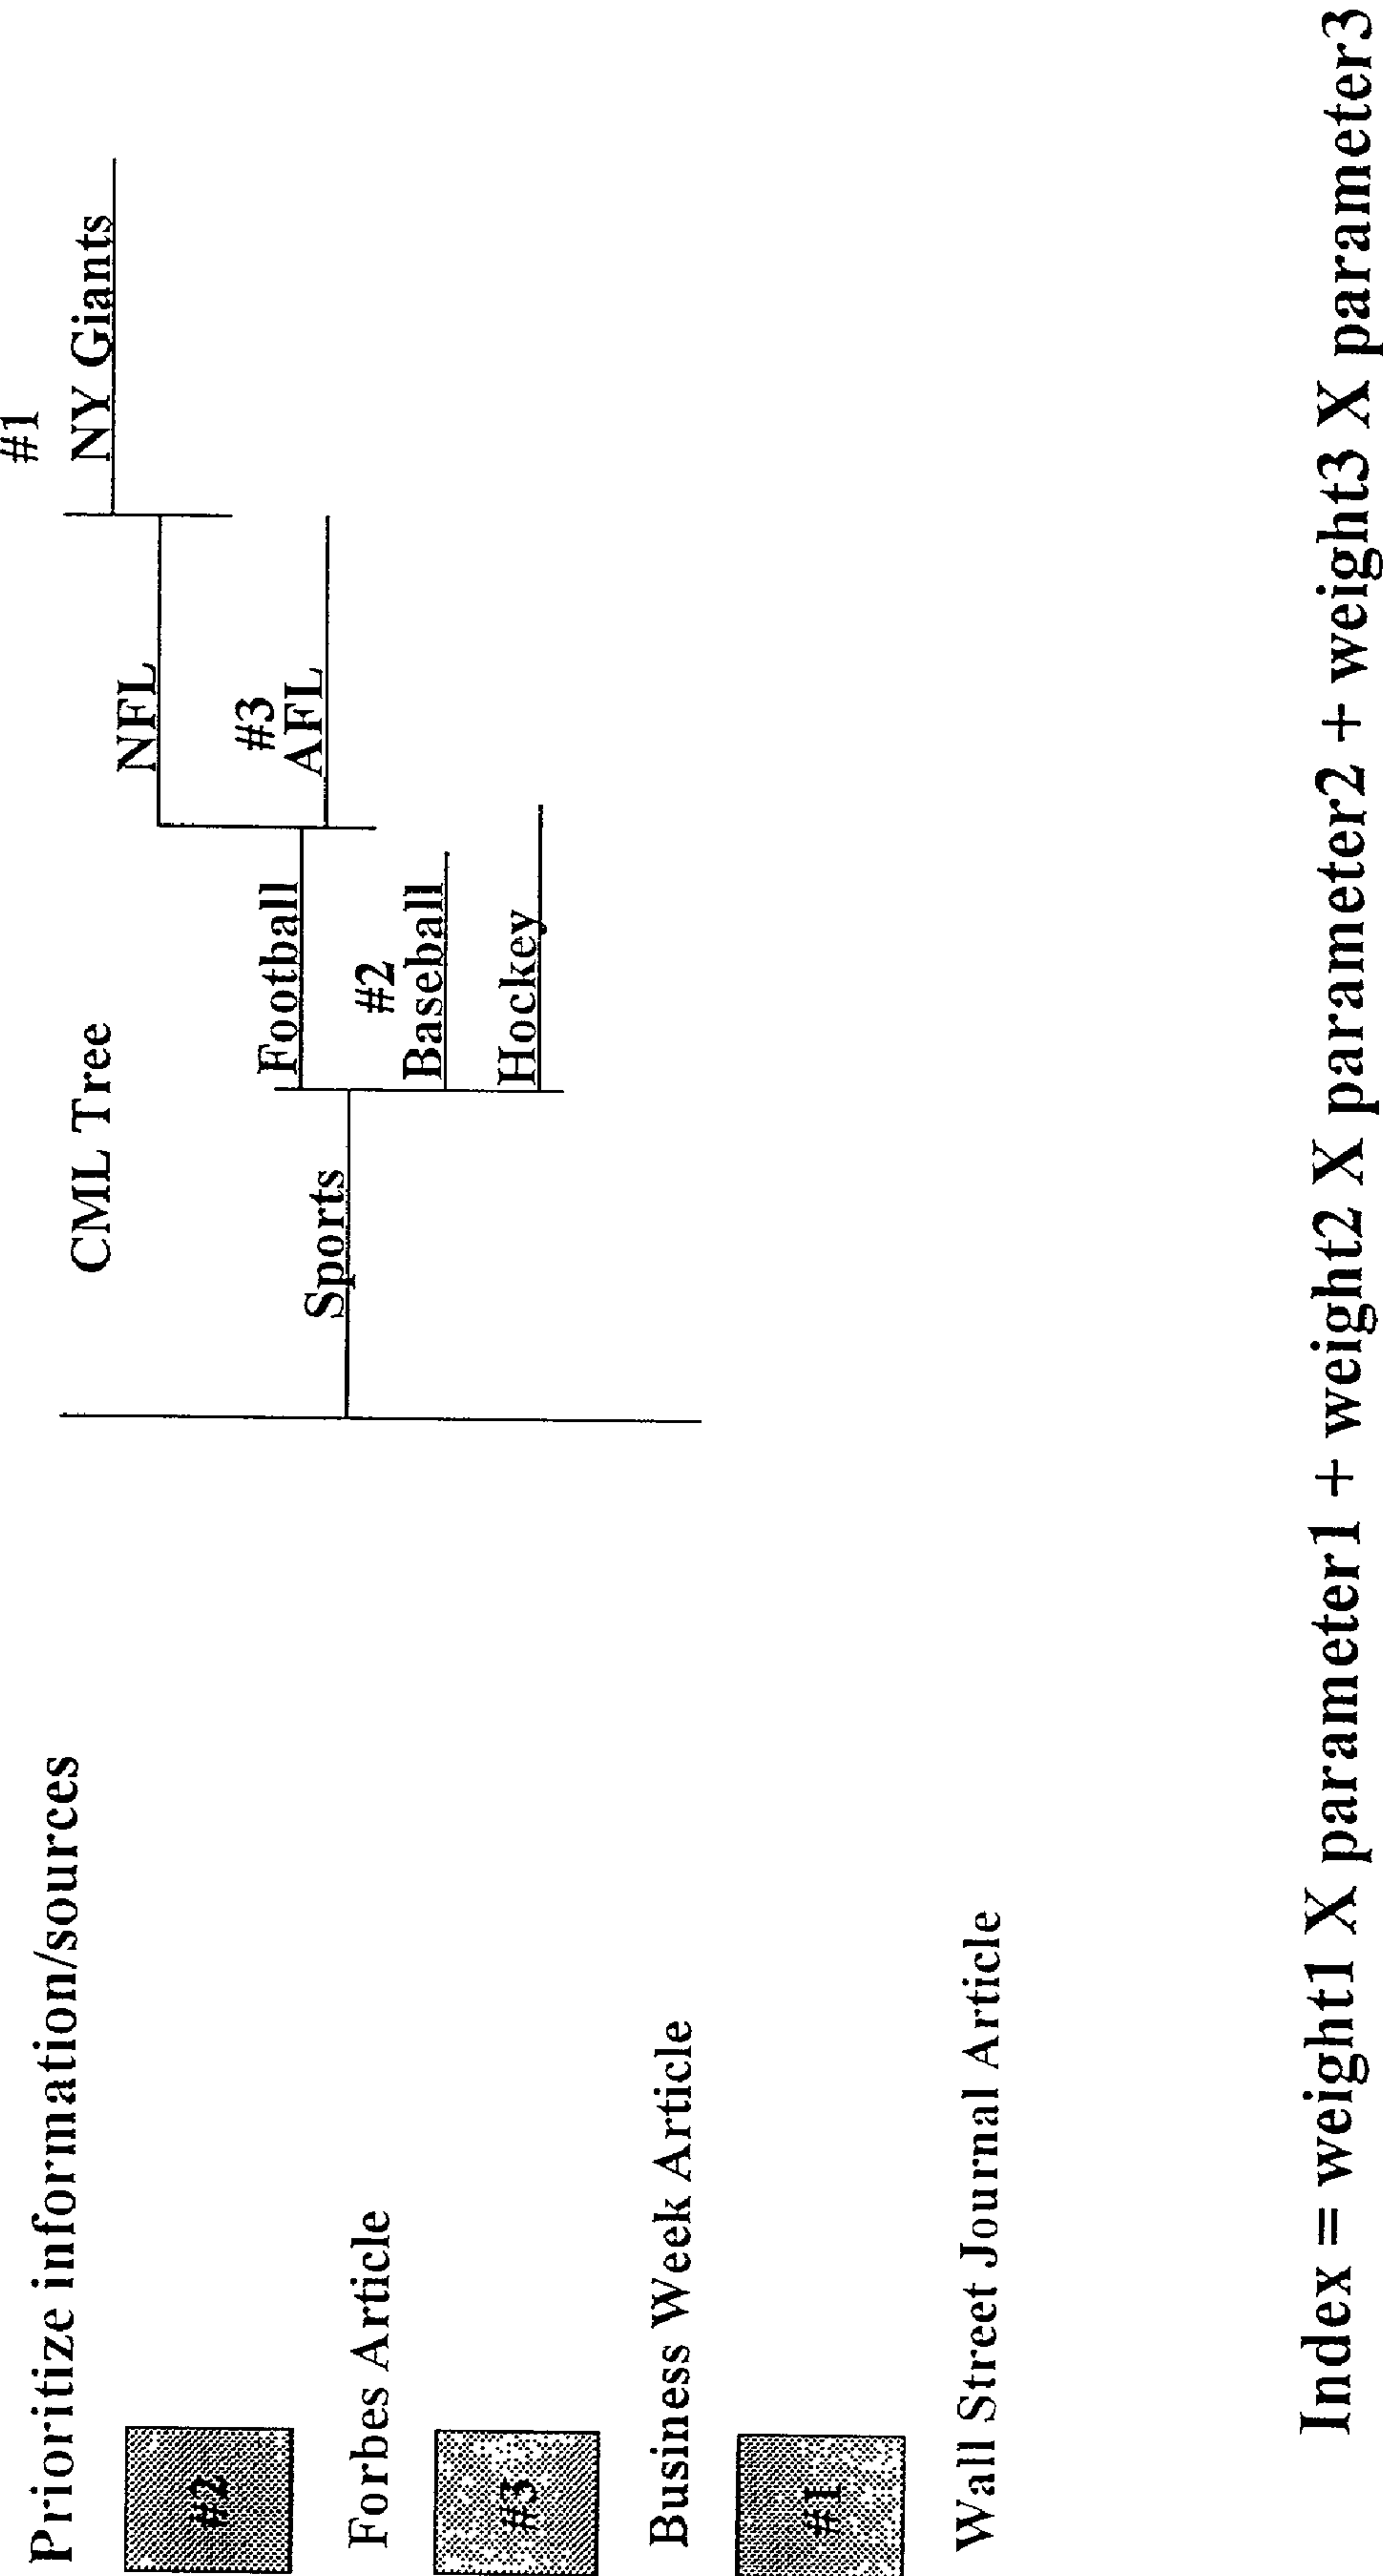 Prioritize information/sources
#2
Forbes Article
#3
Business Week Article
#1
Wall Street Journal Article
CML Tree
Sports
Football
#2
Baseball
Hockey
NFL
#3
AFL
#1
NY Giants
Index = weight1 X parameter1 + weight2 X parameter2 + weight3 X parameter3